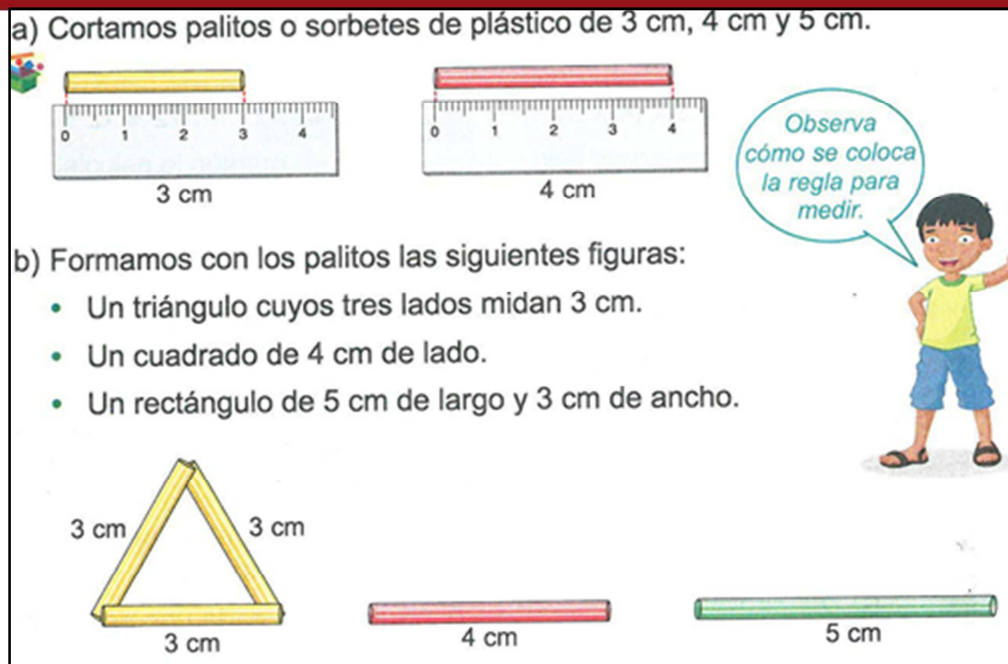 a) Cortamos palitos o sorbetes de plástico de 3 cm, 4 cm y 5 cm.
0 1 2 3 4
3 cm
0 1 2 3 4
4 cm
Observa
cómo se coloca
la regla para
medir.
b) Formamos con los palitos las siguientes figuras:
• Un triángulo cuyos tres lados midan 3 cm.
• Un cuadrado de 4 cm de lado.
• Un rectángulo de 5 cm de largo y 3 cm de ancho.
3 cm
3 cm
3 cm
4 cm
5 cm